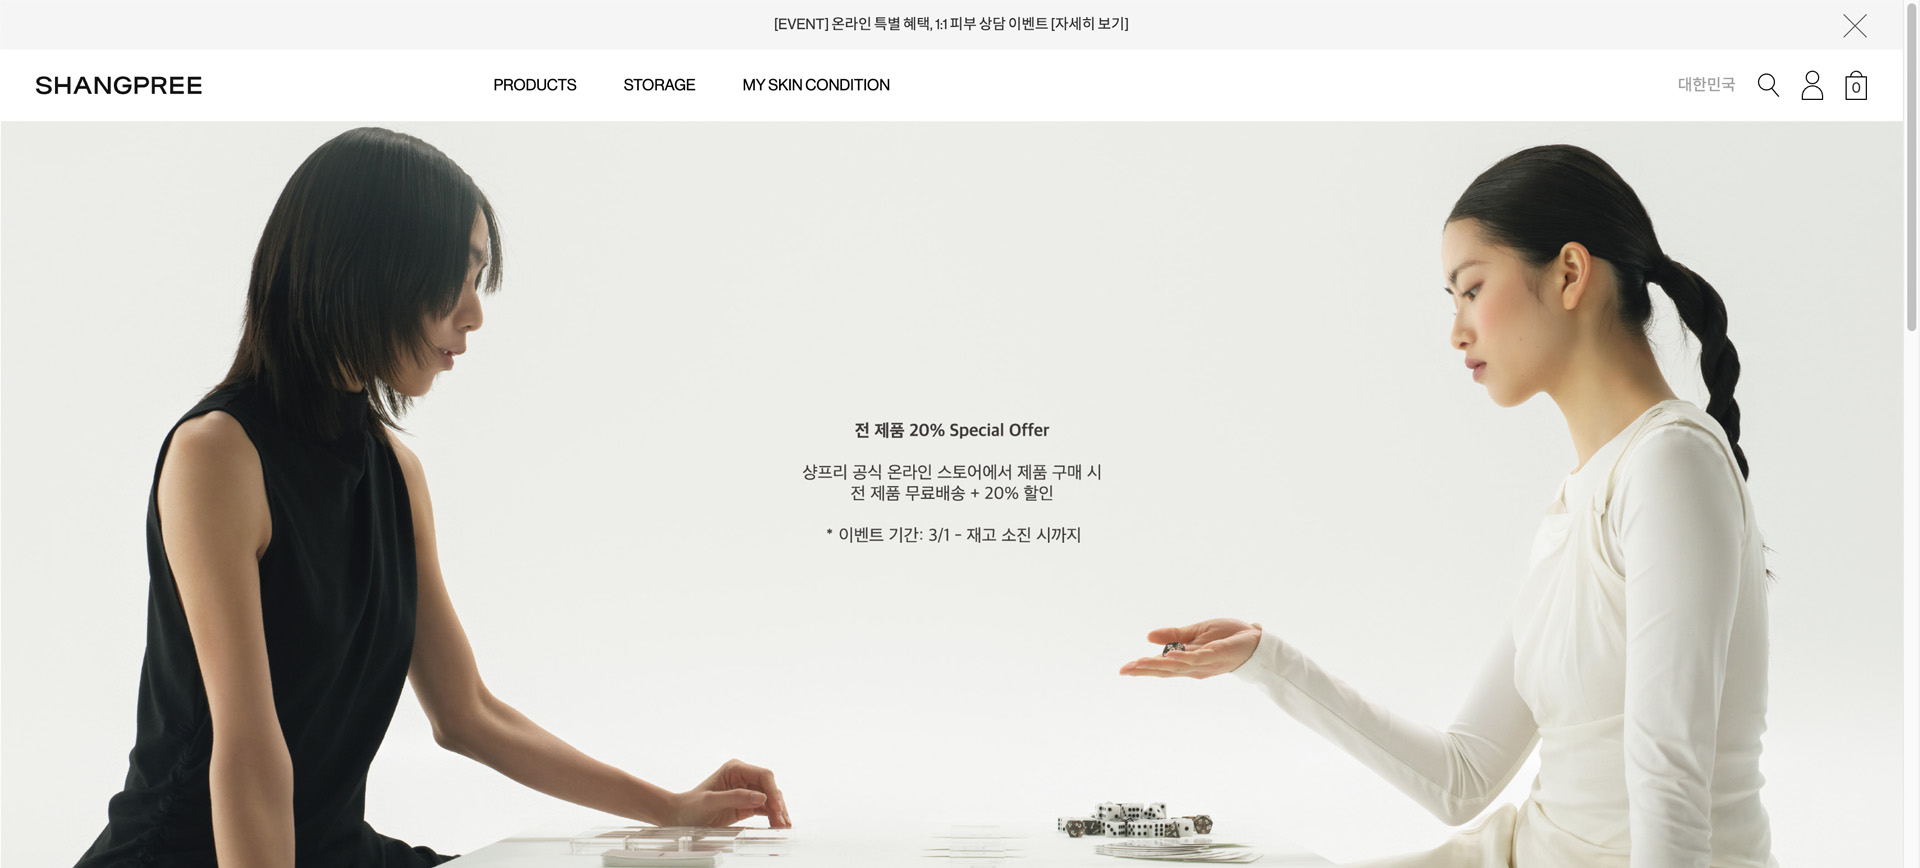 [EVENT] 온라인 특별 혜택, 1:1 피부 상담 이벤트 [자세히 보기]
SHANGPREE
PRODUCTS
STORAGE
MY SKIN CONDITION
대한민국
0
전 제품 20% Special Offer
샹프리 공식 온라인 스토어에서 제품 구매 시
전 제품 무료배송 + 20% 할인
* 이벤트 기간: 3/1 - 재고 소진 시까지